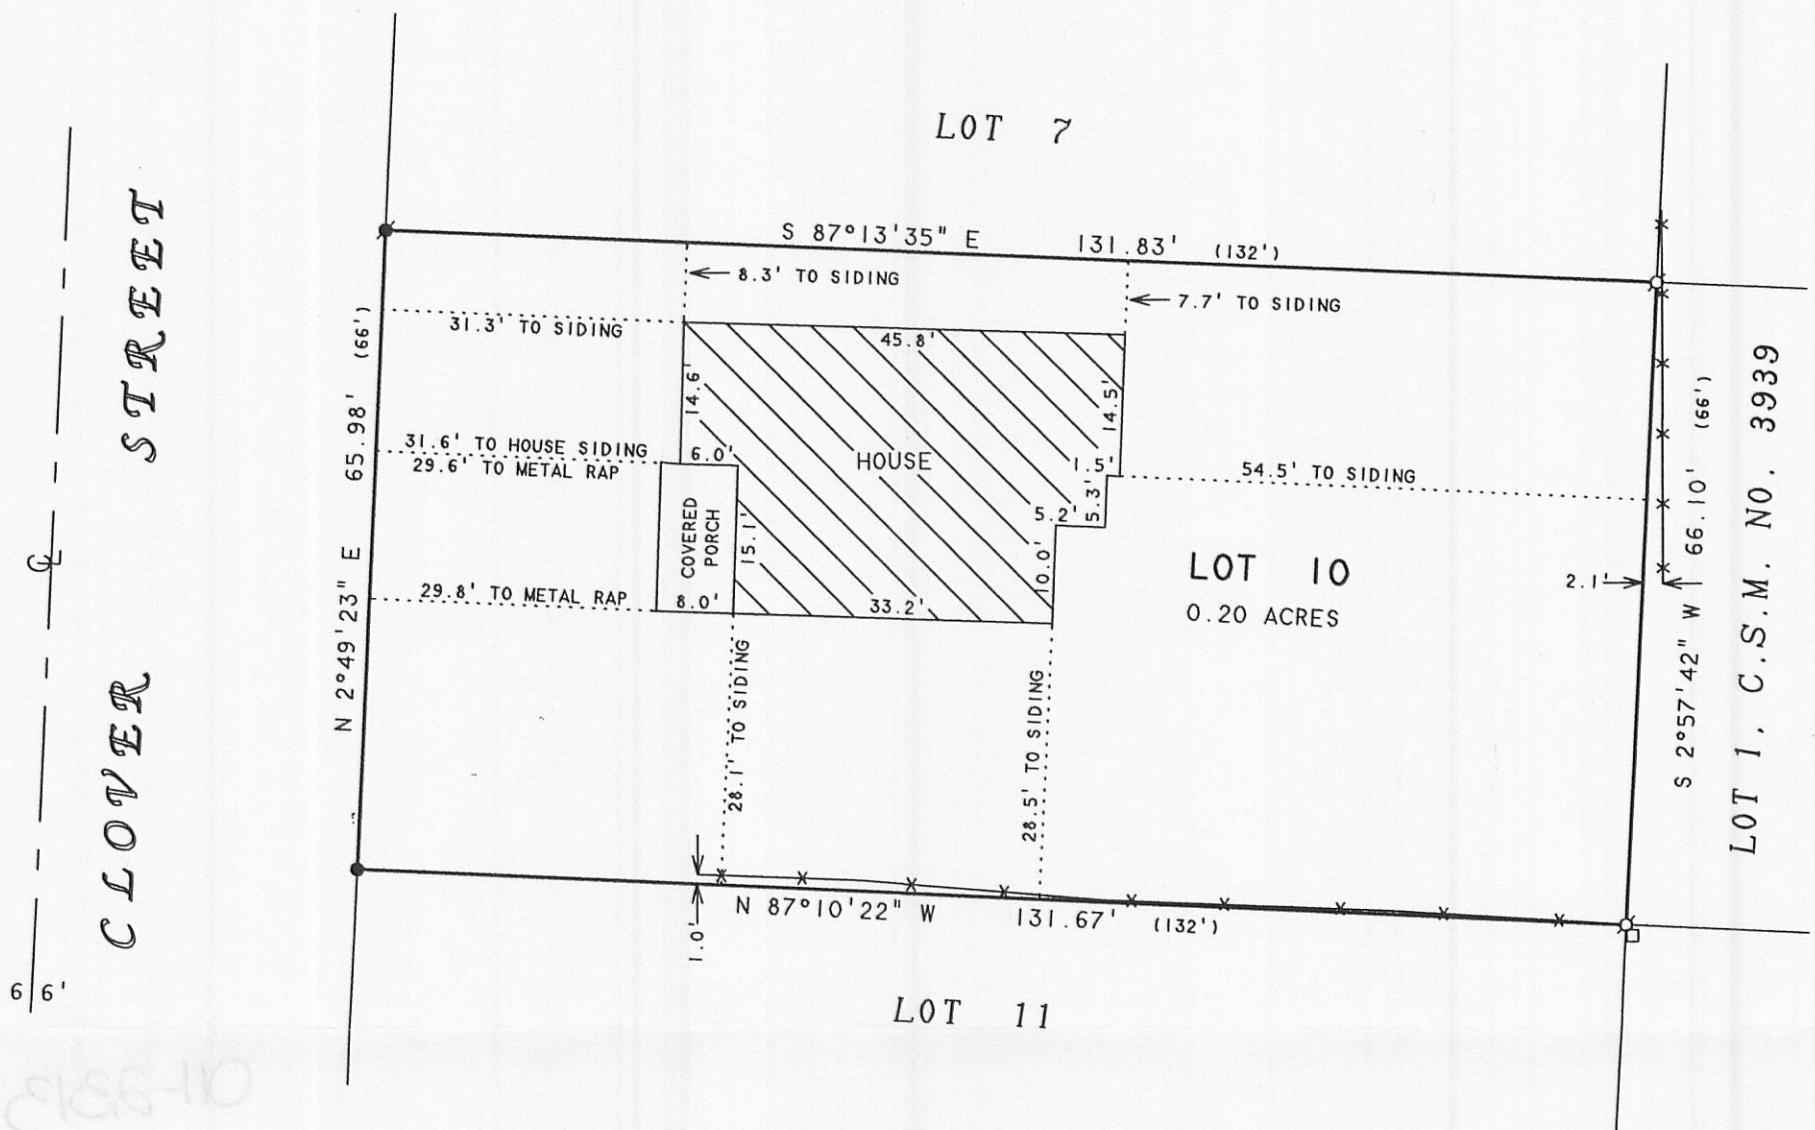 LOT 7
S 87°13'35" E 131.83' (132')
8.3' TO SIDING
7.7' TO SIDING
31.3' TO SIDING
45.8'
14.6'
14.5'
65.98' (66')
N 2°49'23" E
31.6' TO HOUSE SIDING
29.6' TO METAL RAP
6.0'
HOUSE
1.5'
54.5' TO SIDING
5.3'
5.2'
COVERED
PORCH
15.1'
10.0'
29.8' TO METAL RAP
8.0'
33.2'
LOT 10
0.20 ACRES
2.1'
66.10' (66')
S 2°57'42" W
LOT 1, C.S.M. NO. 3939
28.1' TO SIDING
28.5' TO SIDING
CLOVER STREET
CL
66'
1.0'
N 87°10'22" W 131.67' (132')
LOT 11